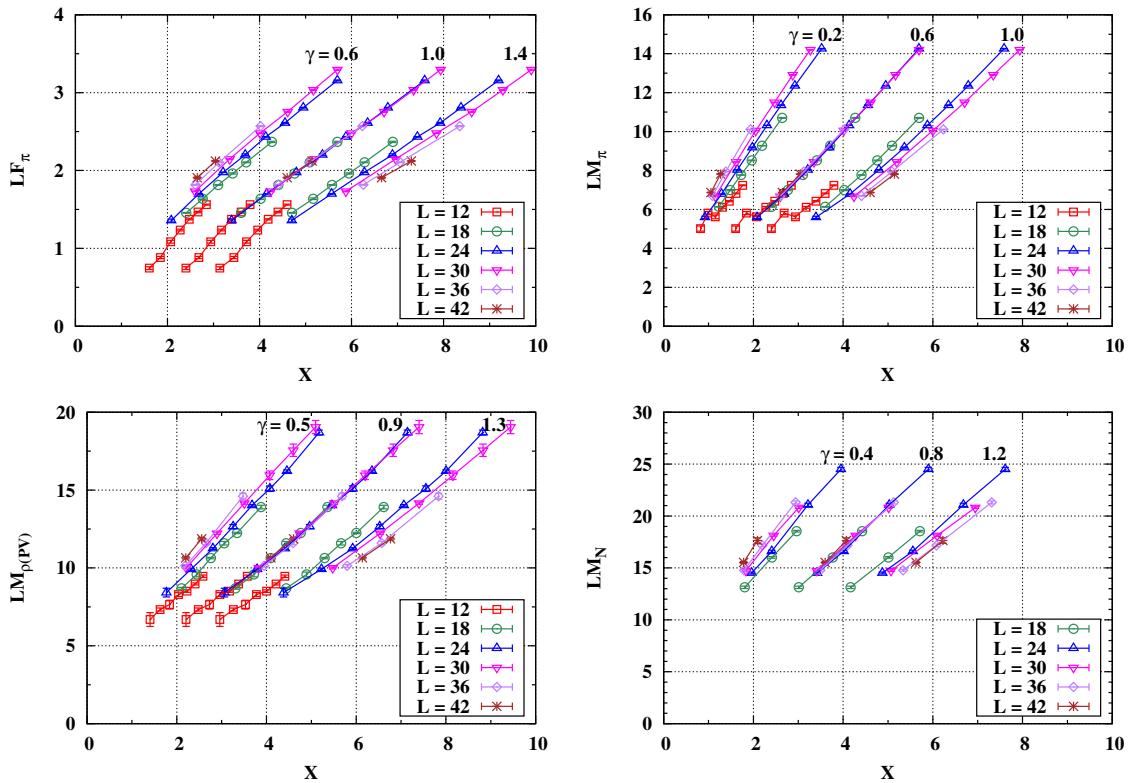 4
3
2
1
0
LF_π
γ = 0.6
1.0
1.4
L = 12
L = 18
L = 24
L = 30
L = 36
L = 42
0 2 4 6 8 10
X
16
14
12
10
8
6
4
2
0
LM_π
γ = 0.2
0.6
1.0
L = 12
L = 18
L = 24
L = 30
L = 36
L = 42
0 2 4 6 8 10
X
20
15
10
5
0
LM_ρ(PV)
γ = 0.5
0.9
1.3
L = 12
L = 18
L = 24
L = 30
L = 36
L = 42
0 2 4 6 8 10
X
30
25
20
15
10
5
0
LM_N
γ = 0.4
0.8
1.2
L = 18
L = 24
L = 30
L = 36
L = 42
0 2 4 6 8 10
X